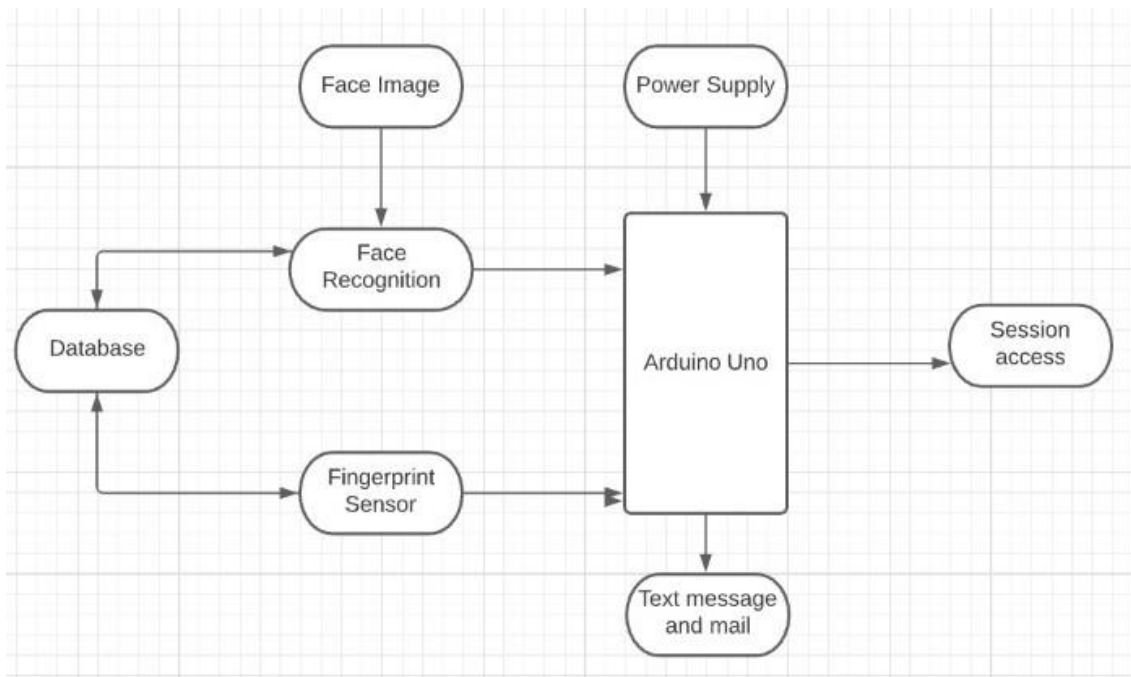 Face Image
Power Supply
Face
Recognition
Database
Arduino Uno
Session
access
Fingerprint
Sensor
Text message
and mail